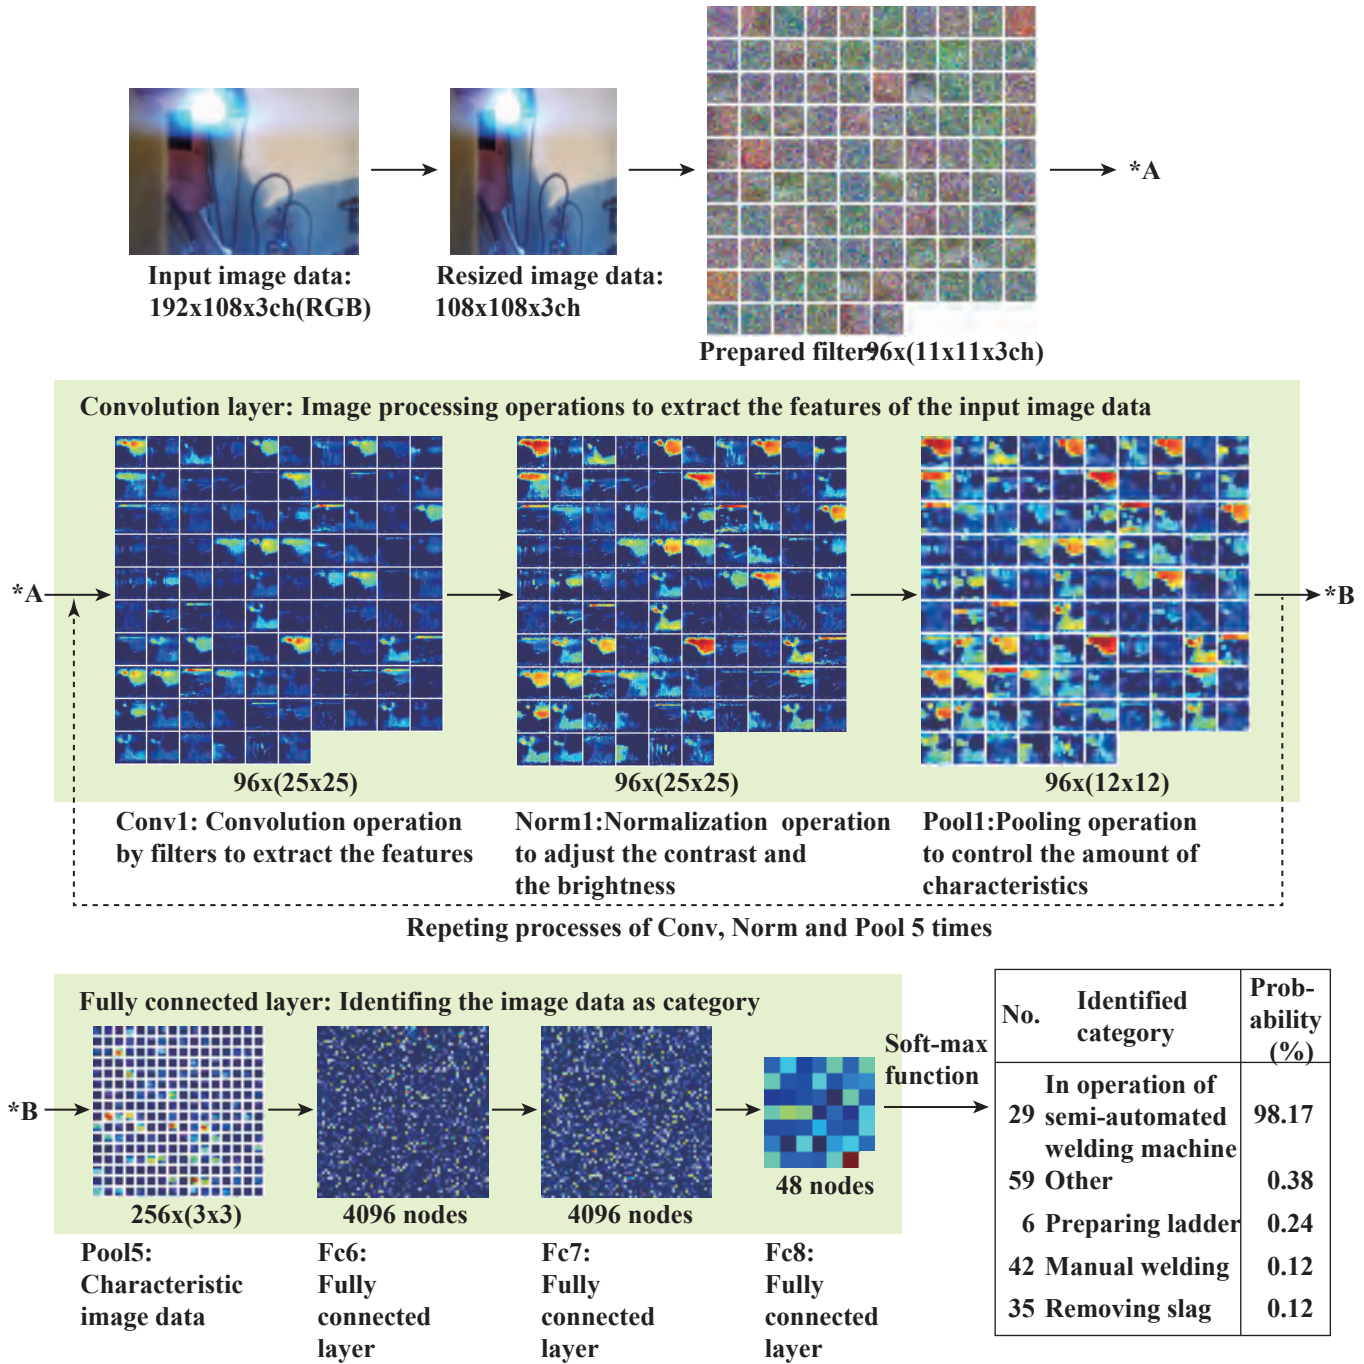 Input image data:
192x108x3ch(RGB)
Resized image data:
108x108x3ch
Prepared filter 96x(11x11x3ch)
*A
Convolution layer: Image processing operations to extract the features of the input image data
*A
*B
96x(25x25)
96x(25x25)
96x(12x12)
Conv1: Convolution operation
by filters to extract the features
Norm1:Normalization operation
to adjust the contrast and
the brightness
Pool1:Pooling operation
to control the amount of
characteristics
Repeting processes of Conv, Norm and Pool 5 times
Fully connected layer: Identifing the image data as category
*B
256x(3x3)
4096 nodes
4096 nodes
48 nodes
Pool5:
Characteristic
image data
Fc6:
Fully
connected
layer
Fc7:
Fully
connected
layer
Fc8:
Fully
connected
layer
Soft-max
function
No.
Identified
category
Prob-
ability
(%)
29 In operation of
semi-automated
welding machine
98.17
59 Other 0.38
6 Preparing ladder 0.24
42 Manual welding 0.12
35 Removing slag 0.12